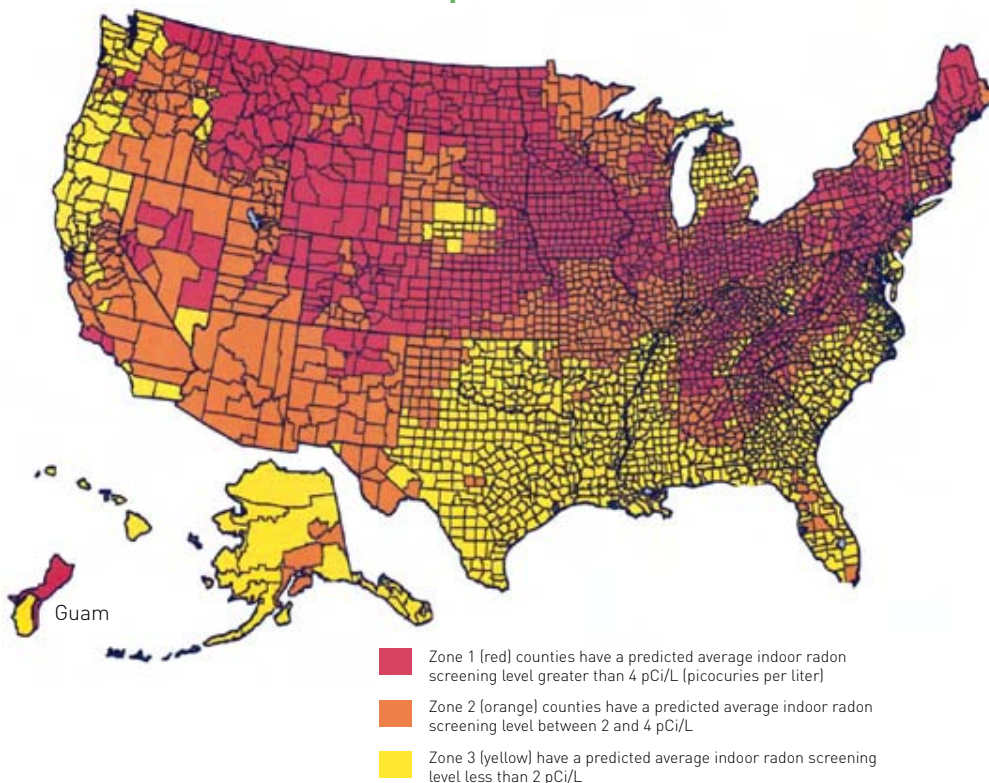 Guam
Zone 1 (red) counties have a predicted average indoor radon
screening level greater than 4 pCi/L (picocuries per liter)
Zone 2 (orange) counties have a predicted average indoor radon
screening level between 2 and 4 pCi/L
Zone 3 (yellow) have a predicted average indoor radon screening
level less than 2 pCi/L